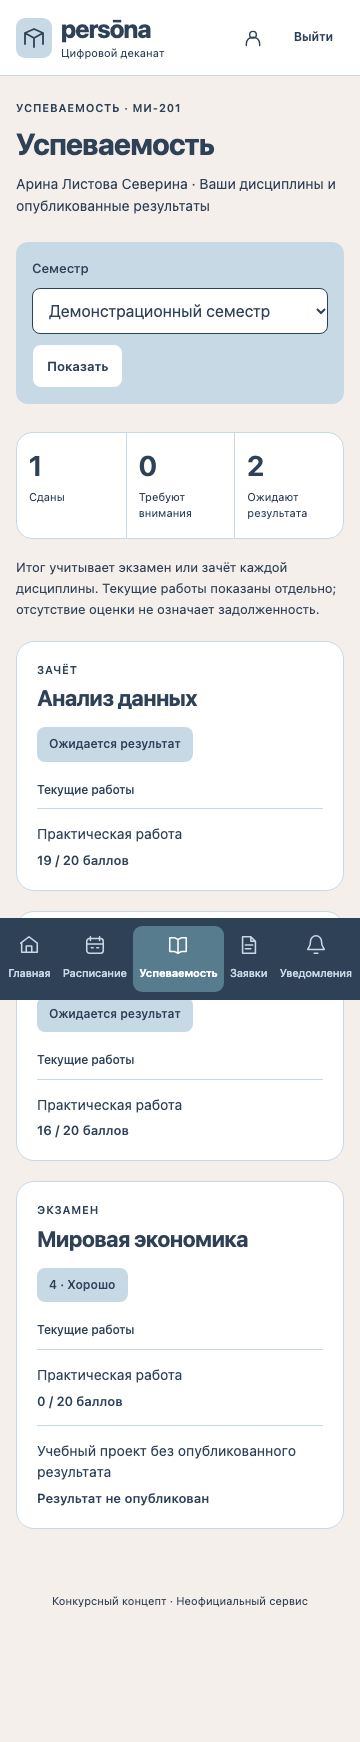 persōna
Цифровой деканат
Выйти
УСПЕВАЕМОСТЬ · МИ-201
Успеваемость
Арина Листова Северина · Ваши дисциплины и
опубликованные результаты
Семестр
Демонстрационный семестр
Показать
1
Сданы
0
Требуют
внимания
2
Ожидают
результата
Итог учитывает экзамен или зачёт каждой
дисциплины. Текущие работы показаны отдельно;
отсутствие оценки не означает задолженность.
ЗАЧЁТ
Анализ данных
Ожидается результат
Текущие работы
Практическая работа
19 / 20 баллов
Главная
Расписание
Успеваемость
Заявки
Уведомления
Ожидается результат
Текущие работы
Практическая работа
16 / 20 баллов
ЭКЗАМЕН
Мировая экономика
4 · Хорошо
Текущие работы
Практическая работа
0 / 20 баллов
Учебный проект без опубликованного
результата
Результат не опубликован
Конкурсный концепт · Неофициальный сервис